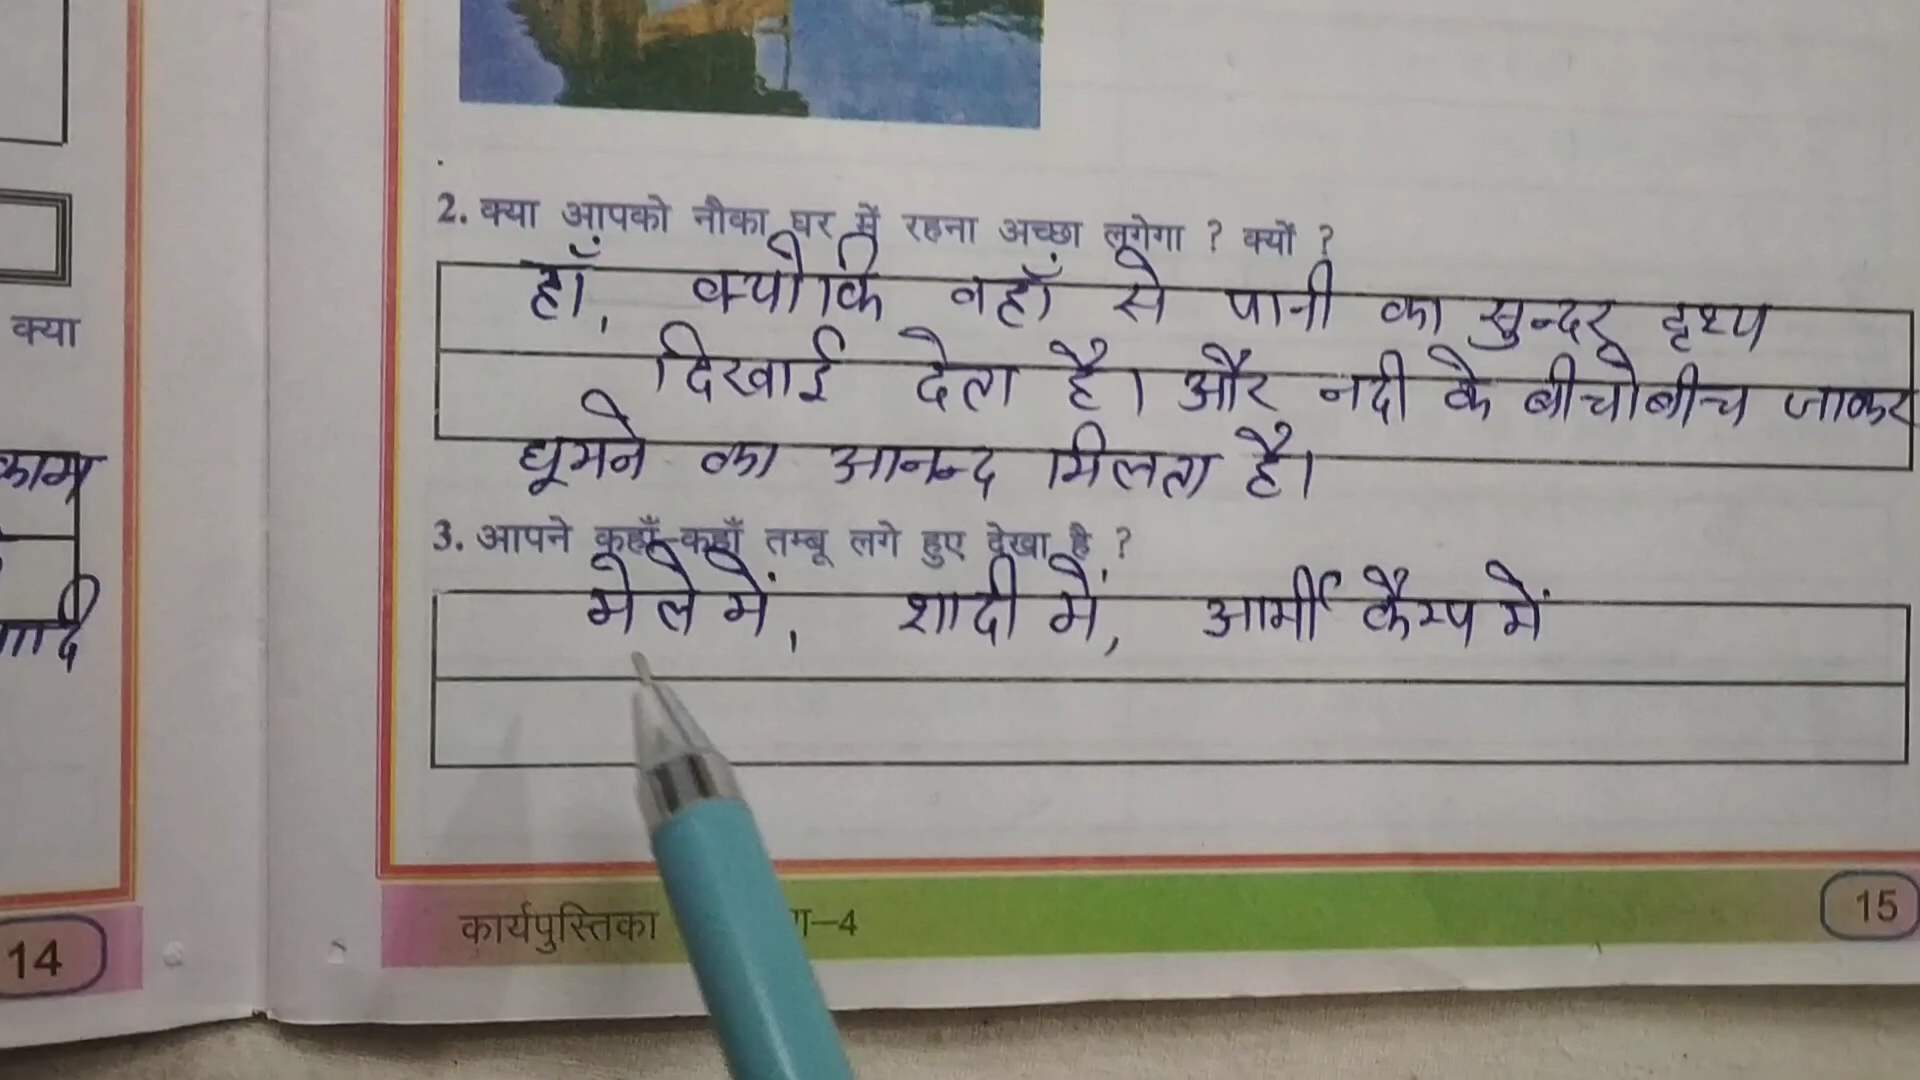 2. क्या आपको नौका घर में रहना अच्छा लगेगा ? क्यों ?
हाँ, क्योकि वहाँ से पानी का सुन्दर दृश्य
दिखाई देता है। और नदी के बीचोबीच जाकर
घूमने का आनन्द मिलता है।
3. आपने कहाँ-कहाँ तम्बू लगे हुए देखा है ?
मेले में, शादी में, आर्मी कैम्प में
कार्यपुस्तिका –4
15
क्या
काम
14